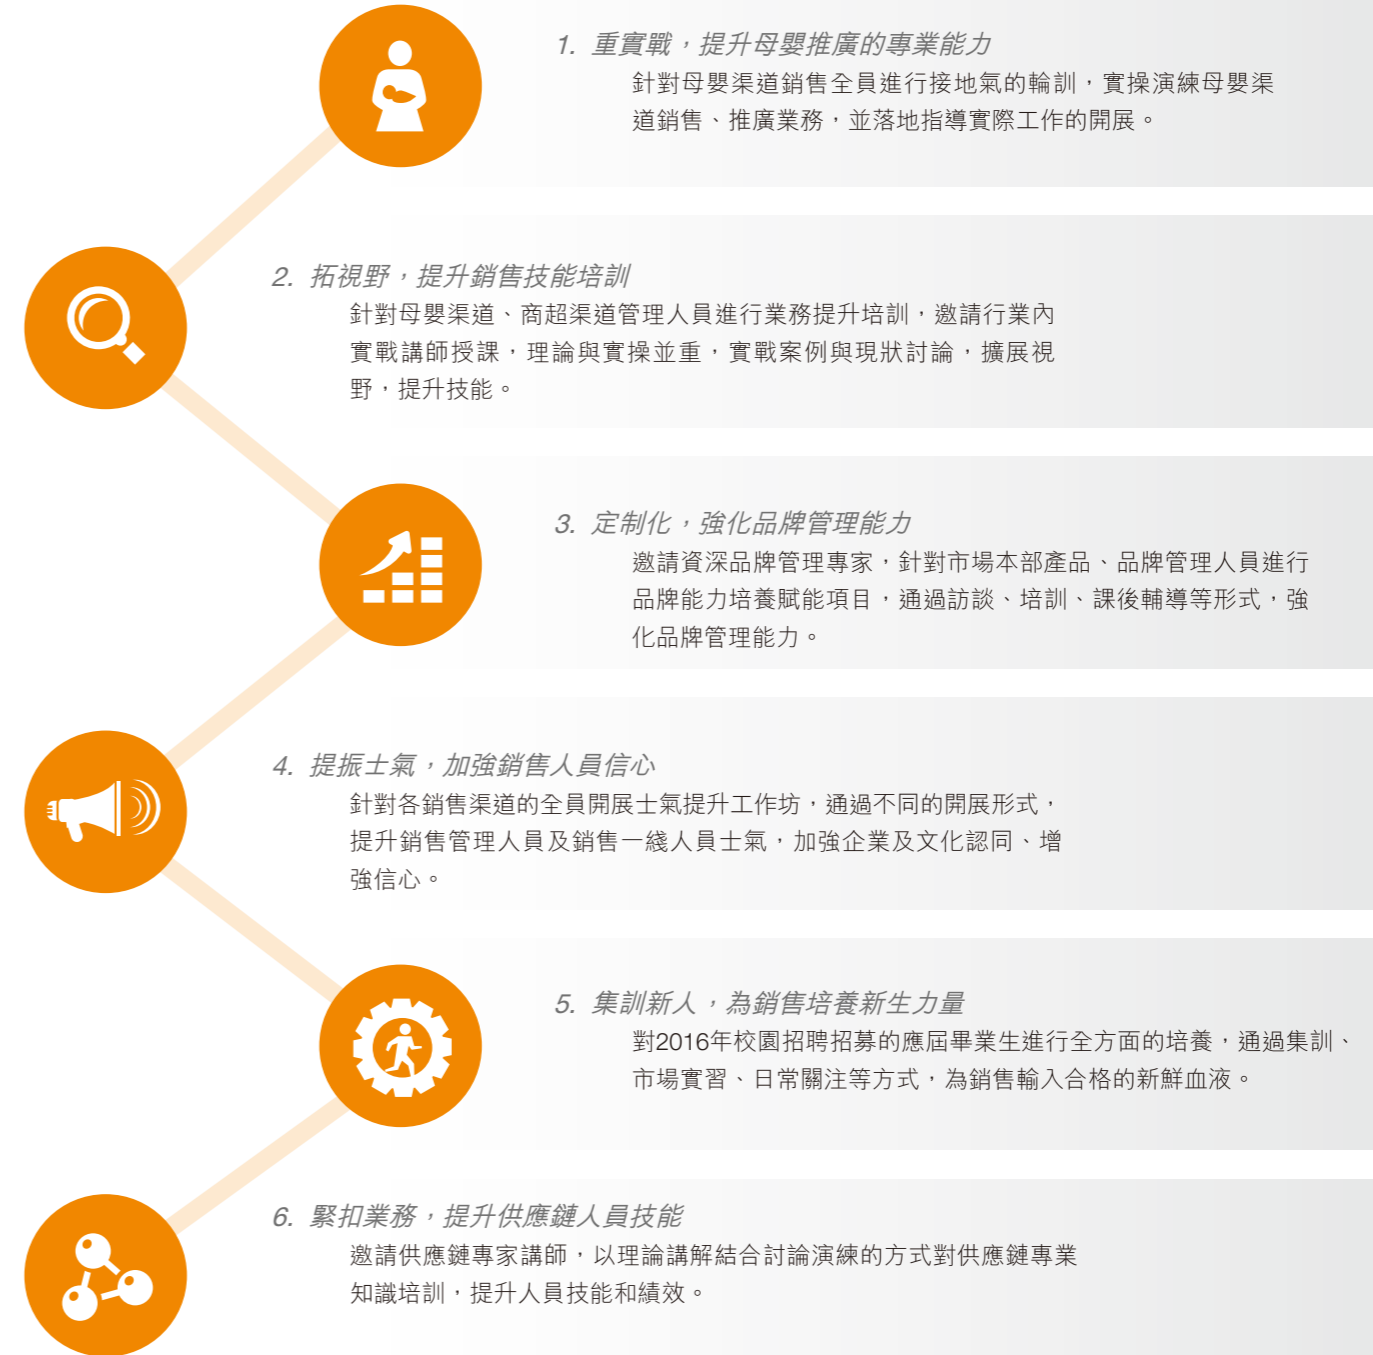 1. 重實戰，提升母嬰推廣的專業能力
針對母嬰渠道銷售全員進行接地氣的輪訓，實操演練母嬰渠
道銷售、推廣業務，並落地指導實際工作的開展。
2. 拓視野，提升銷售技能培訓
針對母嬰渠道、商超渠道管理人員進行業務提升培訓，邀請行業內
實戰講師授課，理論與實操並重，實戰案例與現狀討論，擴展視
野，提升技能。
3. 定制化，強化品牌管理能力
邀請資深品牌管理專家，針對市場本部產品、品牌管理人員進行
品牌能力培養賦能項目，通過訪談、培訓、課後輔導等形式，強
化品牌管理能力。
4. 提振士氣，加強銷售人員信心
針對各銷售渠道的全員開展士氣提升工作坊，通過不同的開展形式，
提升銷售管理人員及銷售一綫人員士氣，加強企業及文化認同、增
強信心。
5. 集訓新人，為銷售培養新生力量
對2016年校園招聘招募的應屆畢業生進行全方面的培養，通過集訓、
市場實習、日常關注等方式，為銷售輸入合格的新鮮血液。
6. 緊扣業務，提升供應鏈人員技能
邀請供應鏈專家講師，以理論講解結合討論演練的方式對供應鏈專業
知識培訓，提升人員技能和績效。